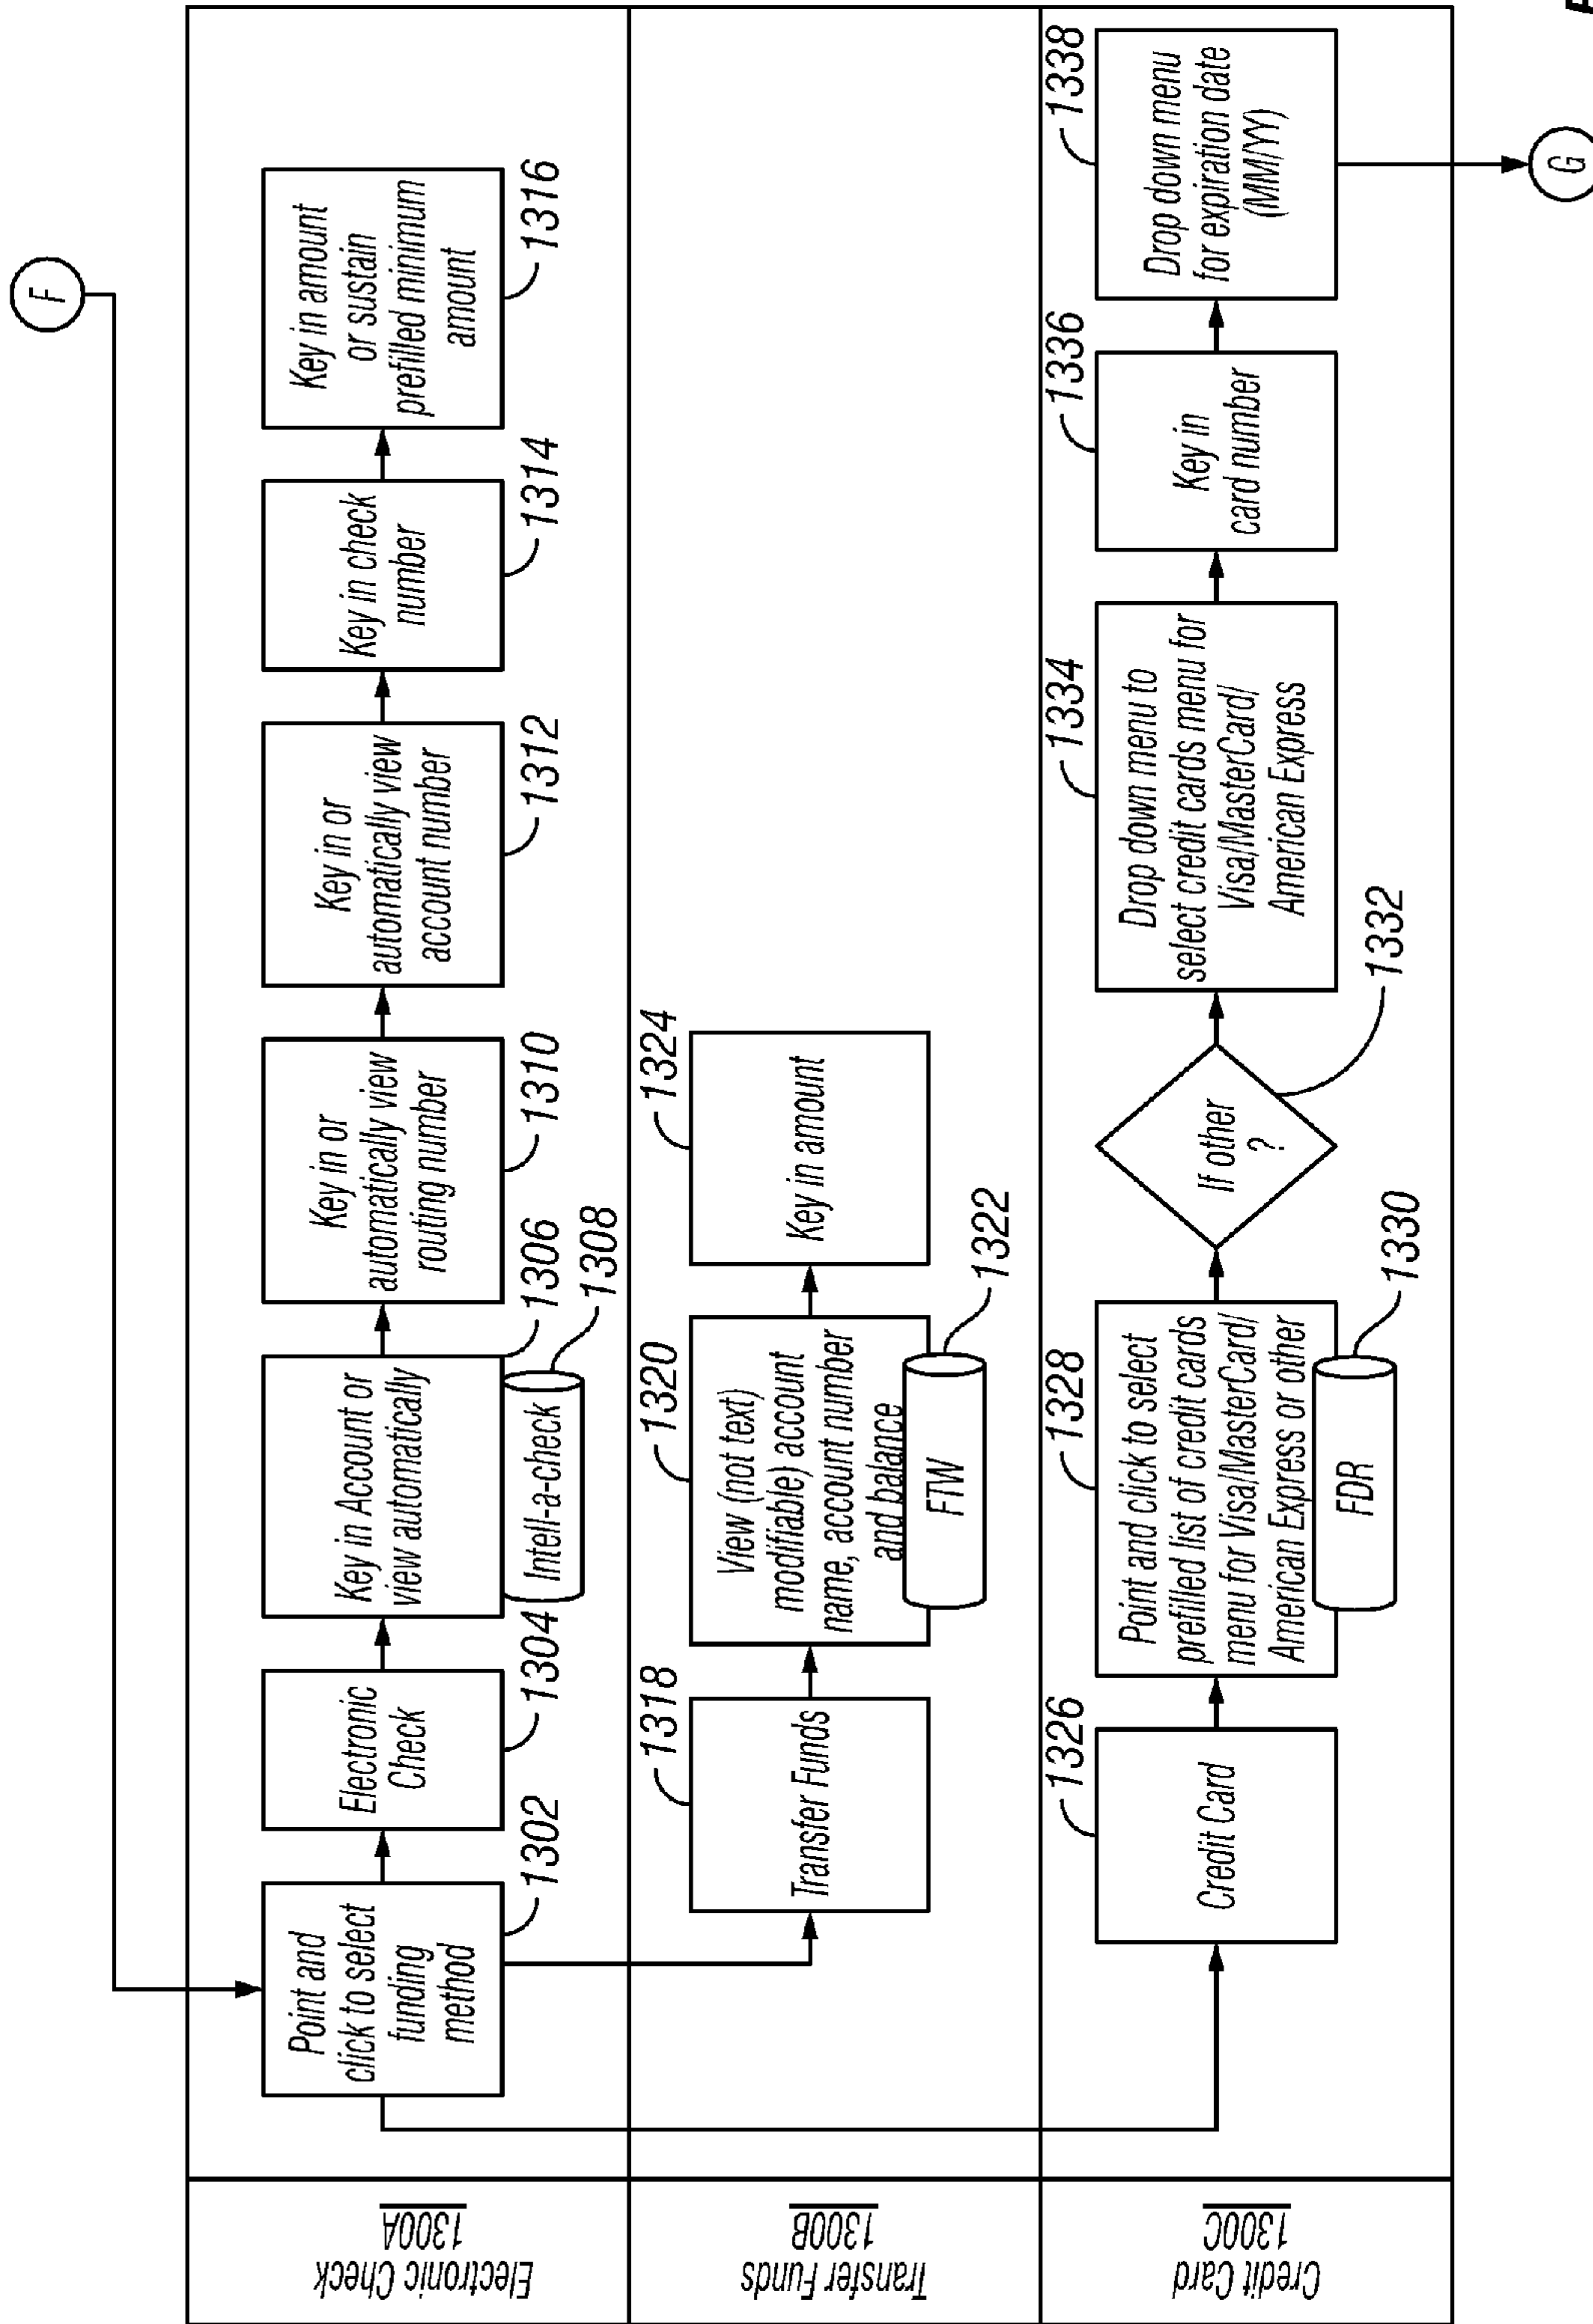 F
Electronic Check
1300A
Point and
click to select
funding
method
1302
Electronic
Check
1304
Key in Account or
view automatically
1306
Intell-a-check
1308
Key in or
automatically view
routing number
1310
Key in or
automatically view
account number
1312
Key in check
number
1314
Key in amount
or sustain
prefilled minimum
amount
1316
Transfer Funds
1300B
Transfer Funds
1318
View (not text)
modifiable) account
name, account number
and balance
1320
FTW
1322
Key in amount
1324
Credit Card
1300C
Credit Card
1326
Point and click to select
prefilled list of credit cards
menu for Visa/MasterCard/
American Express or other
1328
FDR
1330
If other
?
1332
Drop down menu to
select credit cards menu for
Visa/MasterCard/
American Express
1334
Key in
card number
1336
Drop down menu
for expiration date
(MM/YY)
1338
G